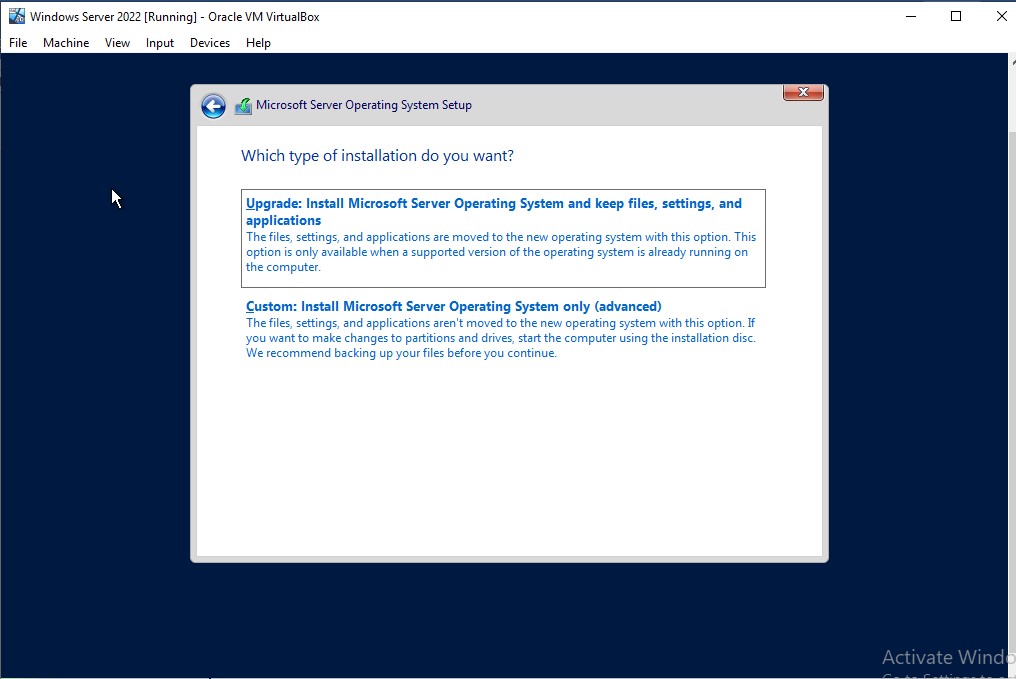 Windows Server 2022 [Running] - Oracle VM VirtualBox
File Machine View Input Devices Help
Microsoft Server Operating System Setup
Which type of installation do you want?
Upgrade: Install Microsoft Server Operating System and keep files, settings, and
applications
The files, settings, and applications are moved to the new operating system with this option. This
option is only available when a supported version of the operating system is already running on
the computer.
Custom: Install Microsoft Server Operating System only (advanced)
The files, settings, and applications aren't moved to the new operating system with this option. If
you want to make changes to partitions and drives, start the computer using the installation disc.
We recommend backing up your files before you continue.
Activate Windo